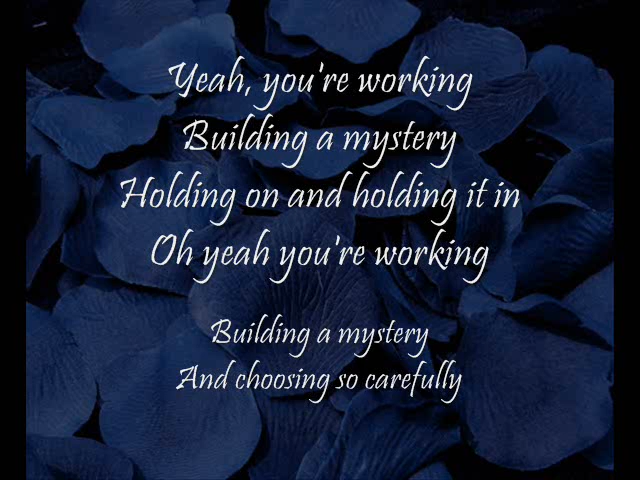 Yeah, you're working
Building a mystery
Holding on and holding it in
Oh yeah you're working
Building a mystery
And choosing so carefully